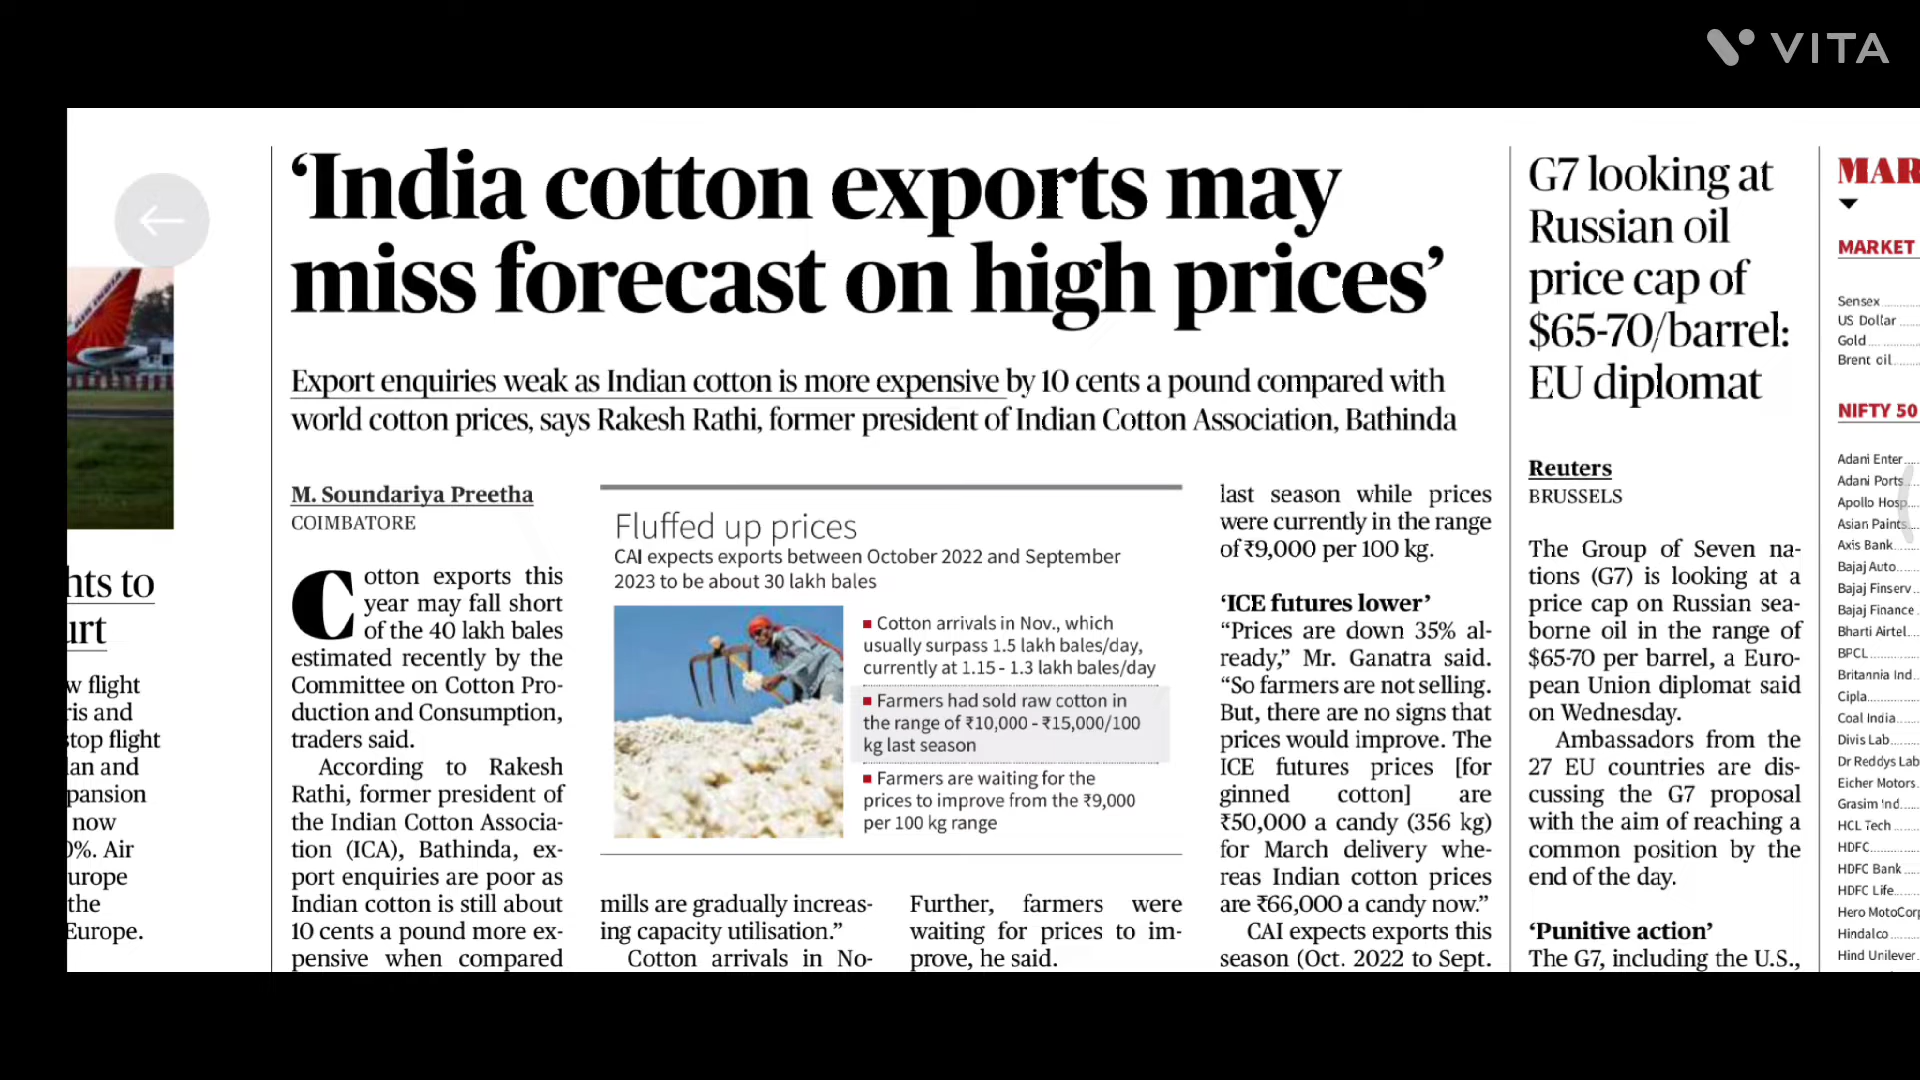 VITA
hts to
urt
w flight
ris and
stop flight
lan and
pansion
now
0%. Air
urope
the
Europe.
‘India cotton exports may
miss forecast on high prices’
Export enquiries weak as Indian cotton is more expensive by 10 cents a pound compared with
world cotton prices, says Rakesh Rathi, former president of Indian Cotton Association, Bathinda
M. Soundariya Preetha
COIMBATORE
Cotton exports this
year may fall short
of the 40 lakh bales
estimated recently by the
Committee on Cotton Pro-
duction and Consumption,
traders said.
According to Rakesh
Rathi, former president of
the Indian Cotton Associa-
tion (ICA), Bathinda, ex-
port enquiries are poor as
Indian cotton is still about
10 cents a pound more ex-
pensive when compared
Fluffed up prices
CAI expects exports between October 2022 and September
2023 to be about 30 lakh bales
Cotton arrivals in Nov., which
usually surpass 1.5 lakh bales/day,
currently at 1.15 - 1.3 lakh bales/day
Farmers had sold raw cotton in
the range of ₹10,000 - ₹15,000/100
kg last season
Farmers are waiting for the
prices to improve from the ₹9,000
per 100 kg range
mills are gradually increas-
ing capacity utilisation.”
Cotton arrivals in No-
Further, farmers were
waiting for prices to im-
prove, he said.
last season while prices
were currently in the range
of ₹9,000 per 100 kg.
‘ICE futures lower’
“Prices are down 35% al-
ready,” Mr. Ganatra said.
“So farmers are not selling.
But, there are no signs that
prices would improve. The
ICE futures prices [for
ginned cotton] are
₹50,000 a candy (356 kg)
for March delivery whe-
reas Indian cotton prices
are ₹66,000 a candy now.”
CAI expects exports this
season (Oct. 2022 to Sept.
G7 looking at
Russian oil
price cap of
$65-70/barrel:
EU diplomat
Reuters
BRUSSELS
The Group of Seven na-
tions (G7) is looking at a
price cap on Russian sea-
borne oil in the range of
$65-70 per barrel, a Euro-
pean Union diplomat said
on Wednesday.
Ambassadors from the
27 EU countries are dis-
cussing the G7 proposal
with the aim of reaching a
common position by the
end of the day.
‘Punitive action’
The G7, including the U.S.,
MAR
MARKET
Sensex
US Dollar
Gold
Brent oil
NIFTY 50
Adani Enter
Adani Ports
Apollo Hosp
Asian Paints
Axis Bank
Bajaj Auto
Bajaj Finserv
Bajaj Finance
Bharti Airtel
BPCL
Britannia Ind
Cipla
Coal India
Divis Lab
Dr Reddys Lab
Eicher Motors
Grasim Ind
HCL Tech
HDFC
HDFC Bank
HDFC Life
Hero MotoCorp
Hindalco
Hind Unilever